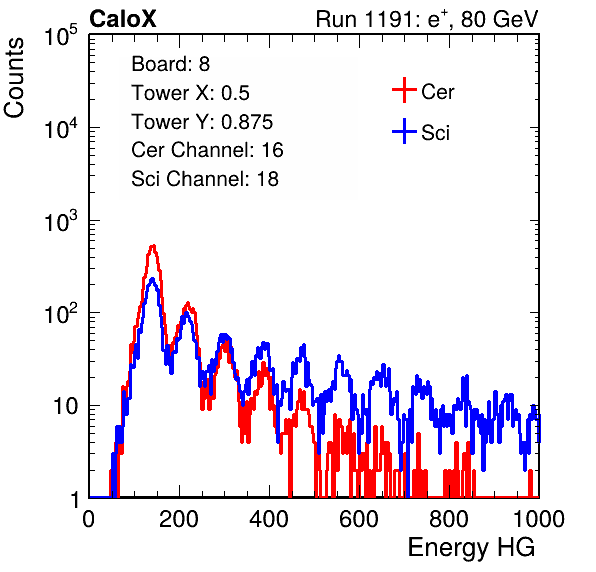 CaloX Run 1191: e⁺, 80 GeV
Counts
10⁵
10⁴
10³
10²
10
1
Board: 8
Tower X: 0.5
Tower Y: 0.875
Cer Channel: 16
Sci Channel: 18
Cer
Sci
0 200 400 600 800 1000
Energy HG